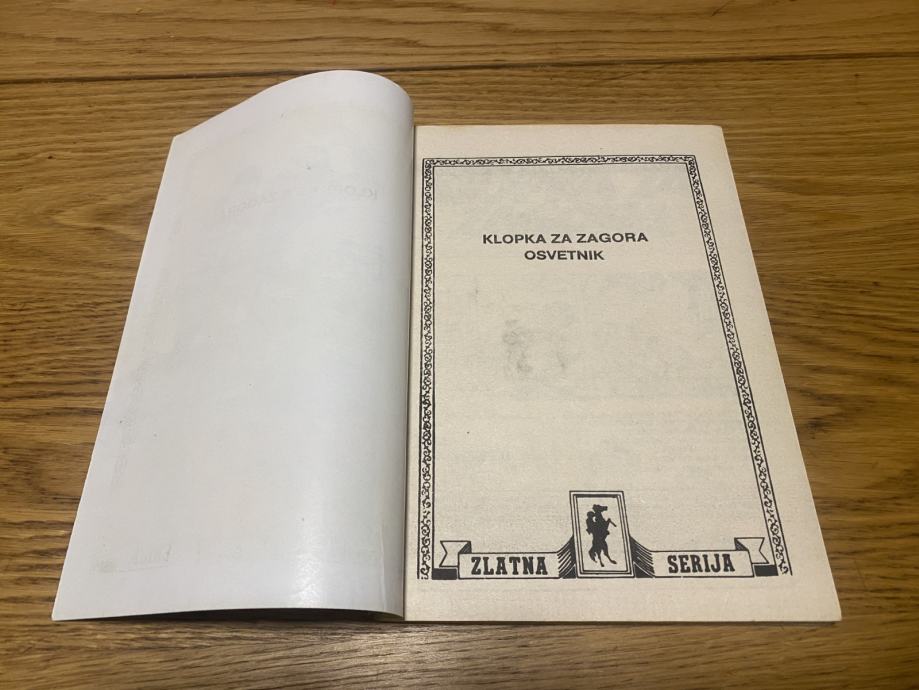 KLOPKA ZA ZAGORA
OSVETNIK
ZLATNA SERIJA